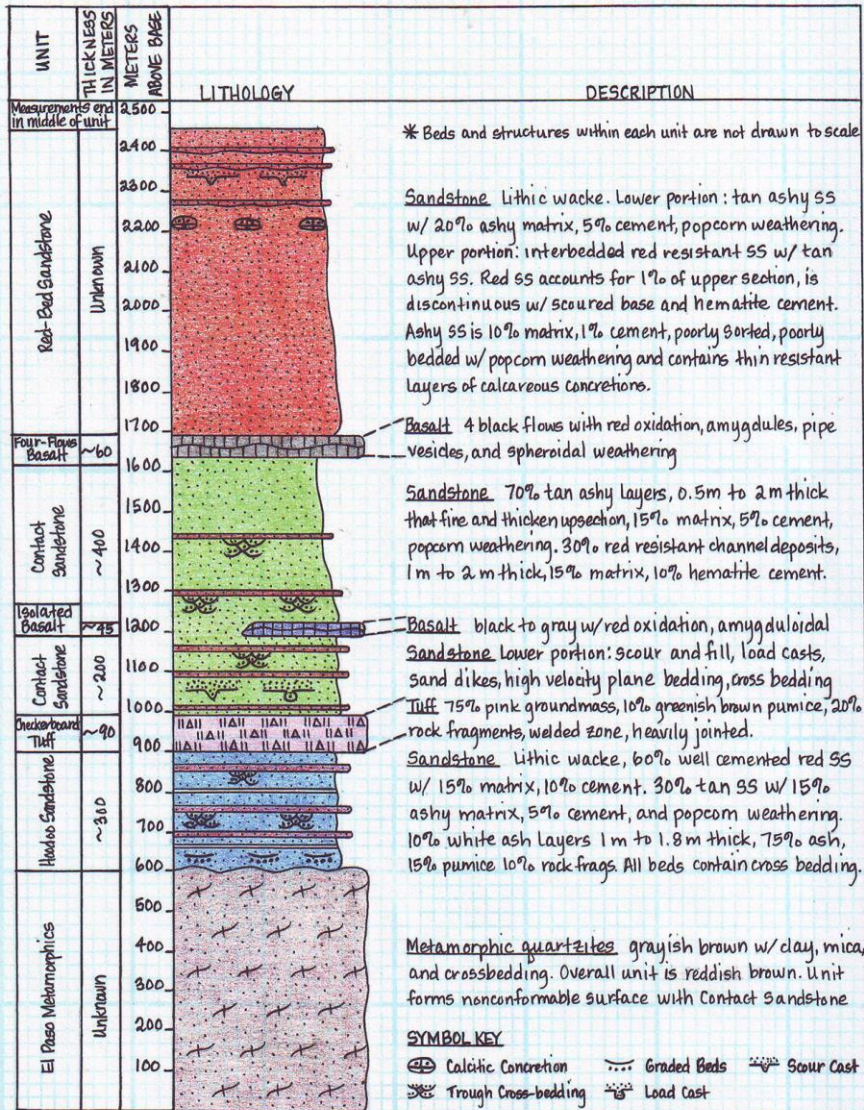 UNIT
THICKNESS
IN METERS
METERS
ABOVE BASE
LITHOLOGY
DESCRIPTION
Measurements end
in middle of unit
2500
2400
2300
2200
2100
2000
1900
1800
1700
1600
1500
1400
1300
1200
1100
1000
900
800
700
600
500
400
300
200
100
Red-Bed Sandstone
Unknown
Four-Flows
Basalt
~60
Contact
Sandstone
~400
Isolated
Basalt
~45
Contact
Sandstone
~200
Checkerboard
Tuff
~90
Hoodoo Sandstone
~310
El Paso Metamorphics
Unknown
* Beds and structures within each unit are not drawn to scale
Sandstone Lithic wacke. Lower portion: tan ashy SS
w/ 20% ashy matrix, 5% cement, popcorn weathering.
Upper portion: interbedded red resistant SS w/ tan
ashy SS. Red SS accounts for 1% of upper section, is
discontinuous w/ scoured base and hematite cement.
Ashy SS is 10% matrix, 1% cement, poorly sorted, poorly
bedded w/ popcorn weathering and contains thin resistant
layers of calcareous concretions.
Basalt 4 black flows with red oxidation, amygdules, pipe
vesicles, and spheroidal weathering
Sandstone 70% tan ashy layers, 0.5m to 2m thick
that fine and thicken upsection, 15% matrix, 5% cement,
popcorn weathering. 30% red resistant channel deposits,
1m to 2m thick, 15% matrix, 10% hematite cement.
Basalt black to gray w/ red oxidation, amygduloidal
Sandstone Lower portion: scour and fill, load casts,
sand dikes, high velocity plane bedding, cross bedding
Tuff 75% pink groundmass, 10% greenish brown pumice, 20%
rock fragments, welded zone, heavily jointed.
Sandstone Lithic wacke, 60% well cemented red SS
w/ 15% matrix, 10% cement. 30% tan SS w/ 15%
ashy matrix, 5% cement, and popcorn weathering.
10% white ash Layers 1m to 1.8m thick, 75% ash,
15% pumice 10% rock frags. All beds contain cross bedding.
Metamorphic quartzites grayish brown w/ clay, mica,
and crossbedding. Overall unit is reddish brown. Unit
forms nonconformable surface with Contact Sandstone
SYMBOL KEY
Calcitic Concretion
Graded Beds
Scour Cast
Trough Cross-bedding
Load Cast